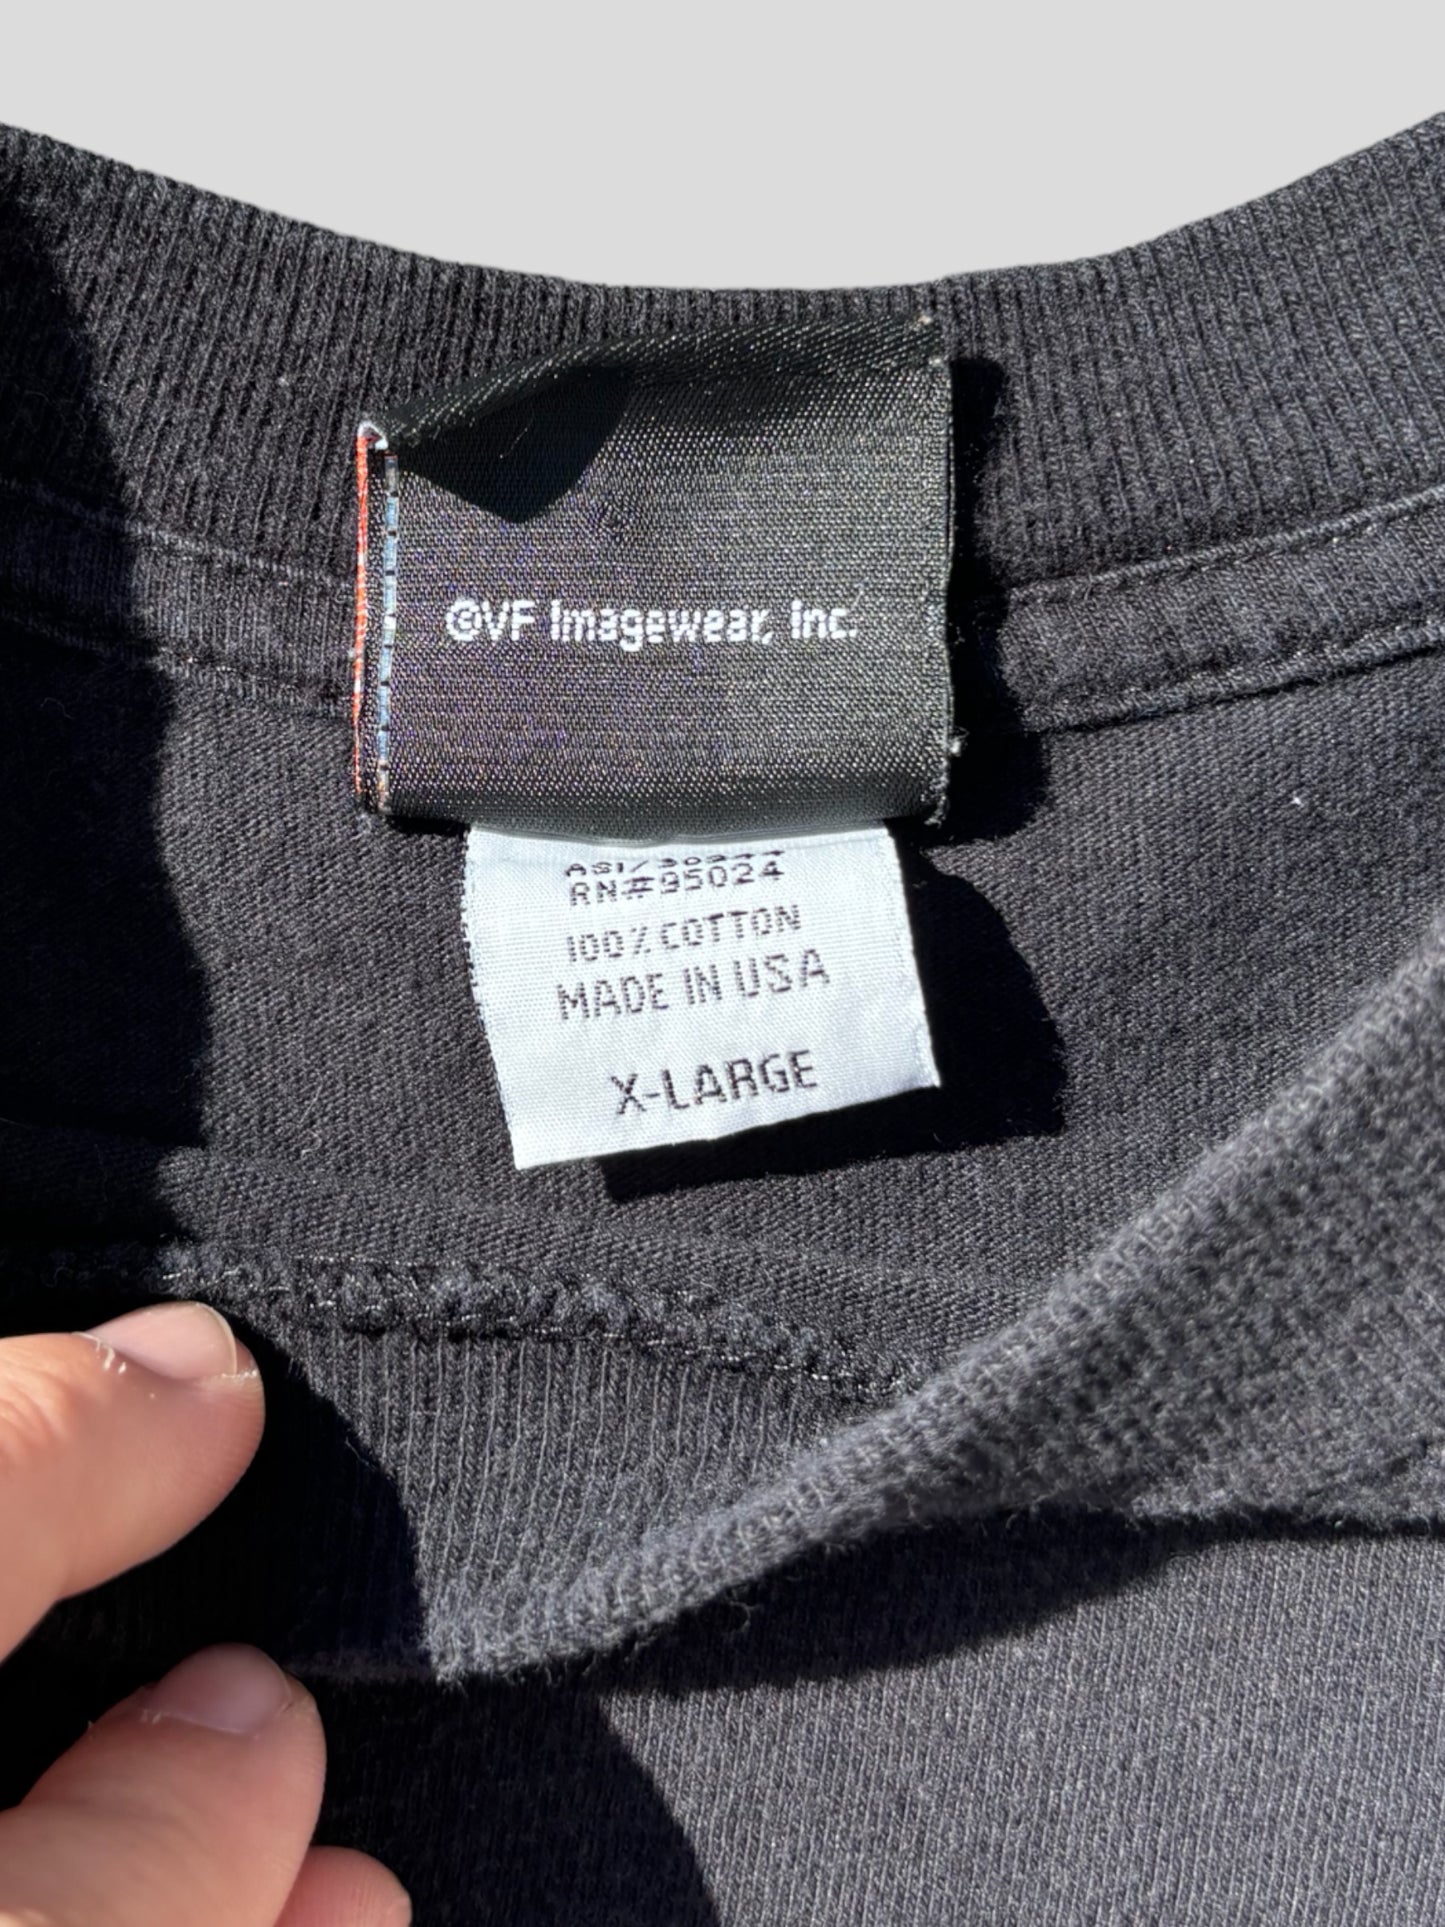 ©VF Imagewear, Inc.
RN#95024
100% COTTON
MADE IN USA
X-LARGE